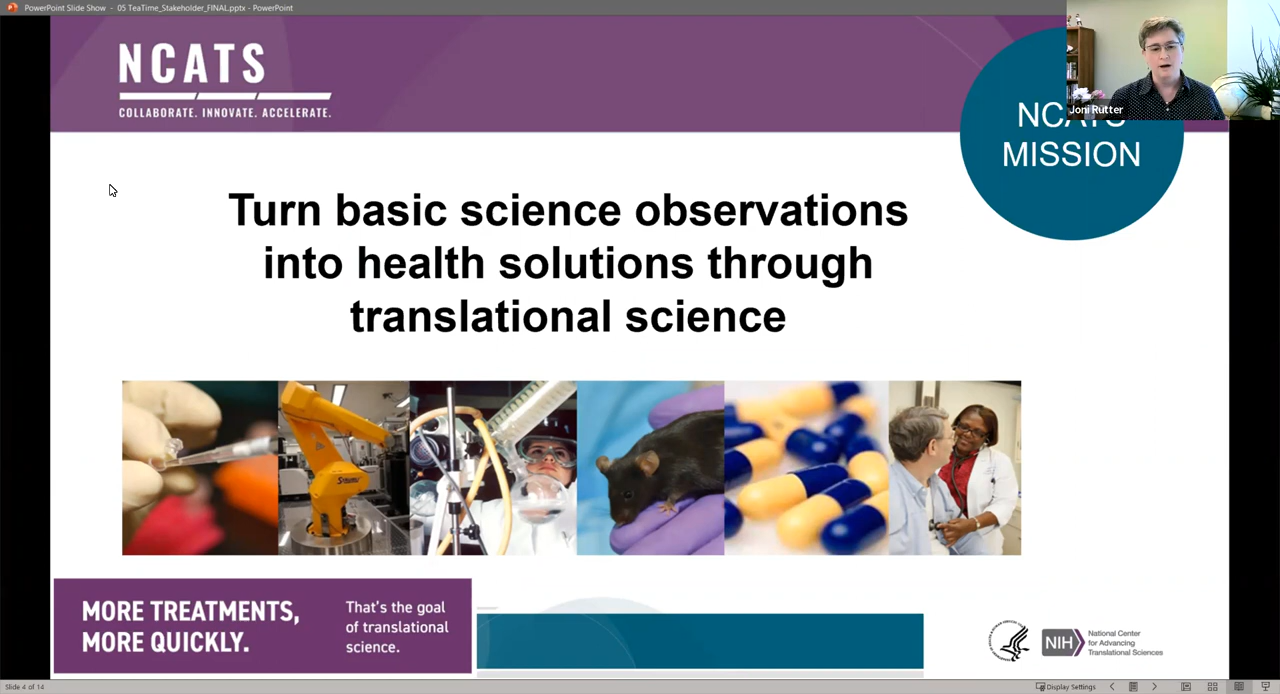 PowerPoint Slide Show - 05 TeaTime_Stakeholder_FINAL.pptx - PowerPoint
NCATS
COLLABORATE. INNOVATE. ACCELERATE.
Joni Rutter
NCATS
MISSION
Turn basic science observations
into health solutions through
translational science
MORE TREATMENTS,
MORE QUICKLY.
That's the goal
of translational
science.
NIH
National Center
for Advancing
Translational Sciences
Slide 4 of 14
Display Settings